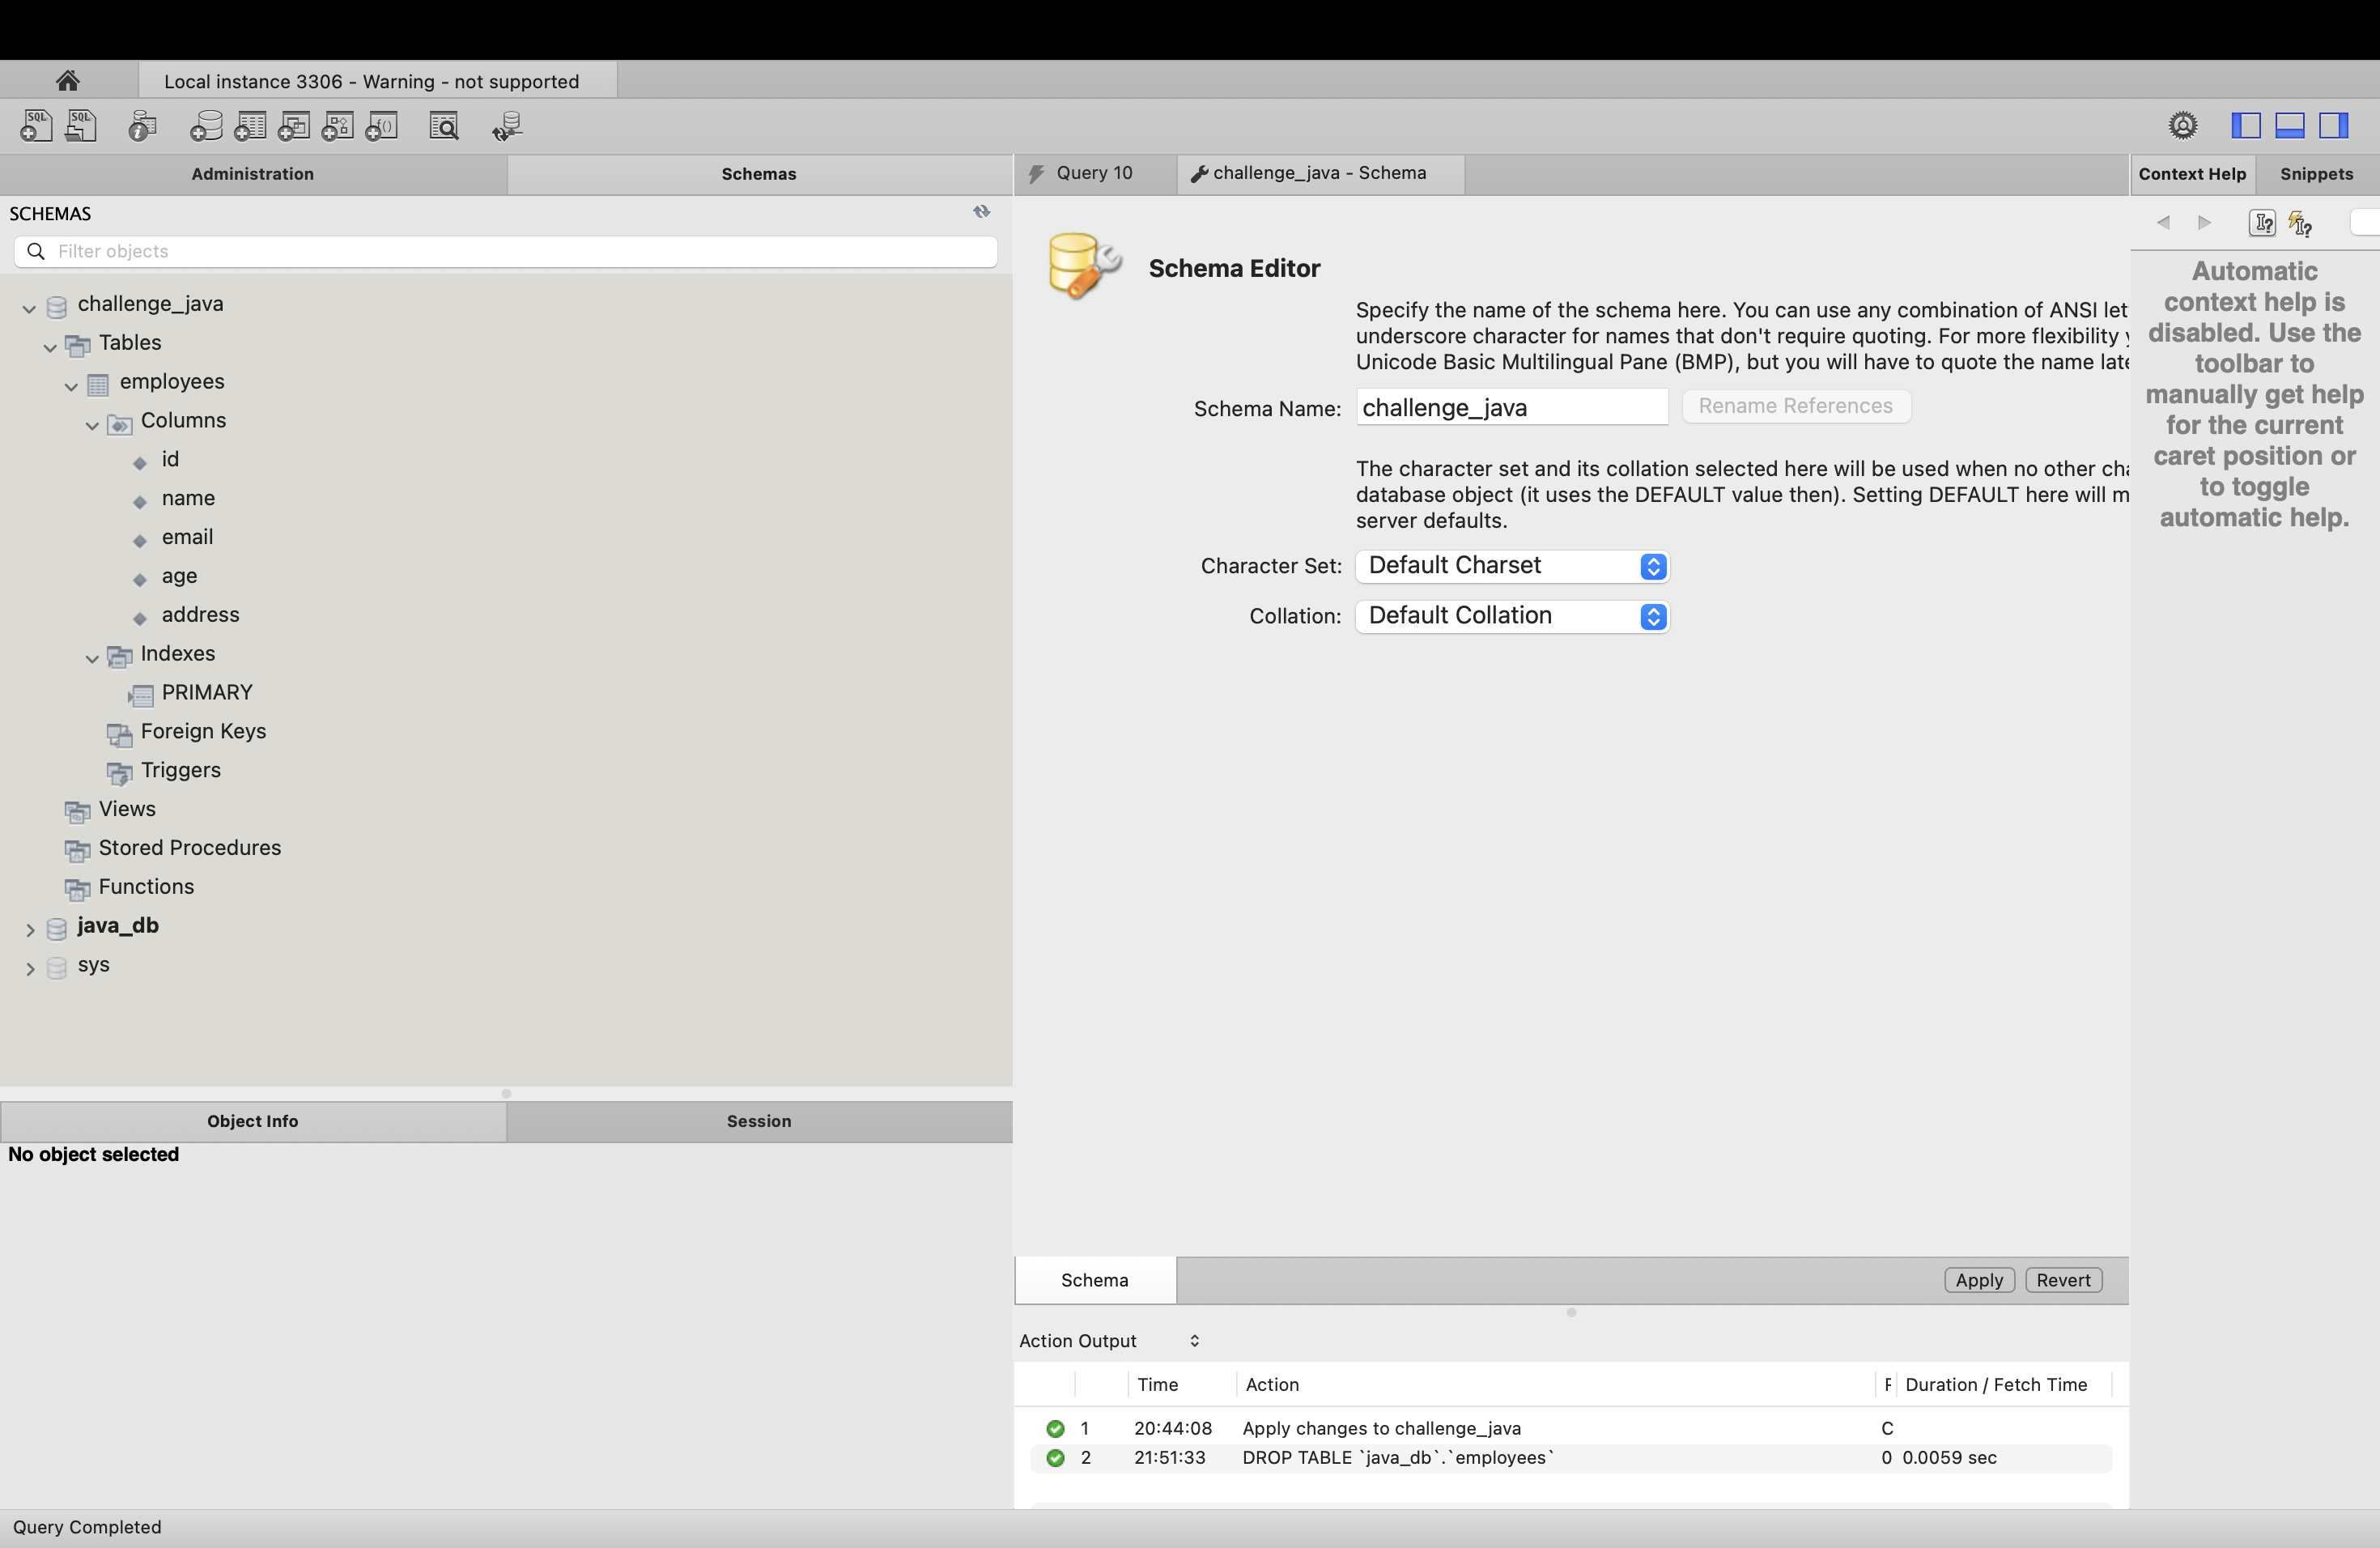 Local instance 3306 - Warning - not supported
SQL
SQL
Administration
Schemas
SCHEMAS
Filter objects
challenge_java
Tables
employees
Columns
id
name
email
age
address
Indexes
PRIMARY
Foreign Keys
Triggers
Views
Stored Procedures
Functions
java_db
sys
Object Info
Session
No object selected
Query 10
challenge_java - Schema
Schema Editor
Specify the name of the schema here. You can use any combination of ANSI let
underscore character for names that don't require quoting. For more flexibility y
Unicode Basic Multilingual Pane (BMP), but you will have to quote the name late
Schema Name: challenge_java Rename References
The character set and its collation selected here will be used when no other cha
database object (it uses the DEFAULT value then). Setting DEFAULT here will m
server defaults.
Character Set: Default Charset
Collation: Default Collation
Schema
Apply
Revert
Action Output
Time Action F Duration / Fetch Time
1 20:44:08 Apply changes to challenge_java C
2 21:51:33 DROP TABLE `java_db`.`employees` 0 0.0059 sec
Context Help
Snippets
Automatic
context help is
disabled. Use the
toolbar to
manually get help
for the current
caret position or
to toggle
automatic help.
Query Completed